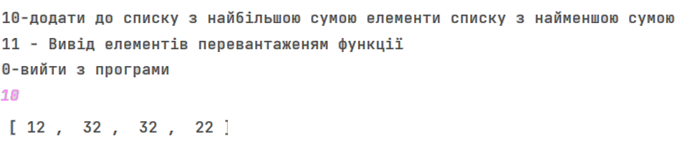 10-додати до списку з найбільшою сумою елементи списку з найменшою сумою
11 - Вивід елементів перевантаженям функції
0-вийти з програми
10
[ 12 ,  32 ,  32 ,  22 ]